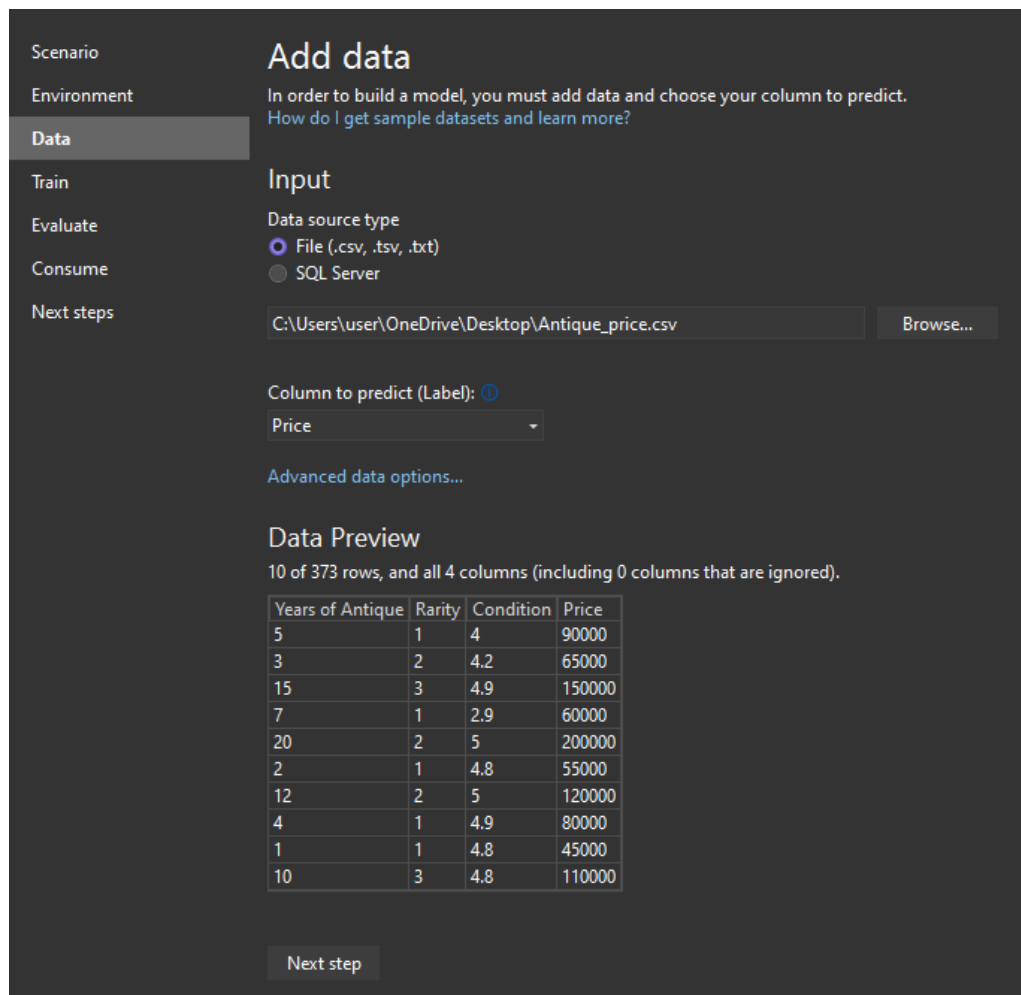 Scenario
Environment
Data
Train
Evaluate
Consume
Next steps
Add data
In order to build a model, you must add data and choose your column to predict.
How do I get sample datasets and learn more?
Input
Data source type
File (.csv, .tsv, .txt)
SQL Server
C:\Users\user\OneDrive\Desktop\Antique_price.csv
Browse...
Column to predict (Label):
Price
Advanced data options...
Data Preview
10 of 373 rows, and all 4 columns (including 0 columns that are ignored).
Years of Antique Rarity Condition Price
5 1 4 90000
3 2 4.2 65000
15 3 4.9 150000
7 1 2.9 60000
20 2 5 200000
2 1 4.8 55000
12 2 5 120000
4 1 4.9 80000
1 1 4.8 45000
10 3 4.8 110000
Next step